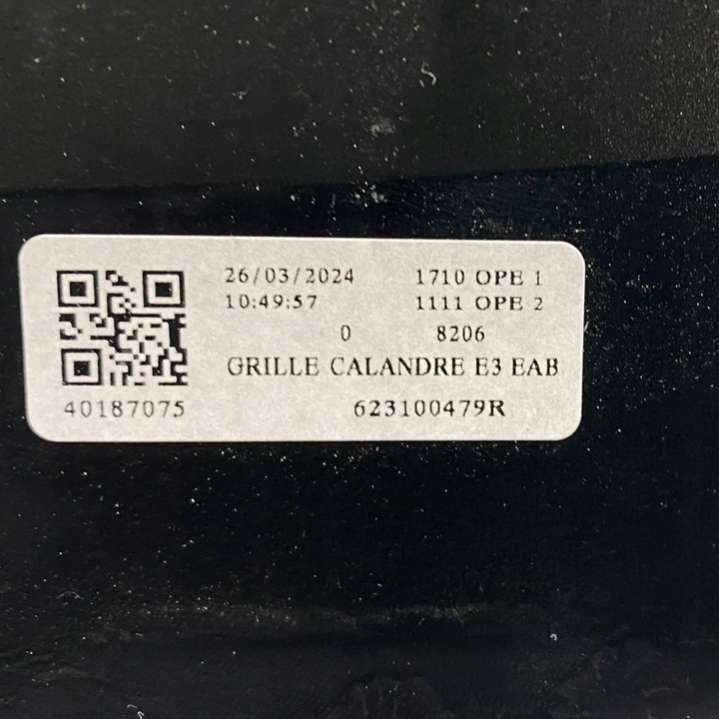 26/03/2024 1710 OPE 1
10:49:57 1111 OPE 2
0 8206
GRILLE CALANDRE E3 EAB
40187075 623100479R